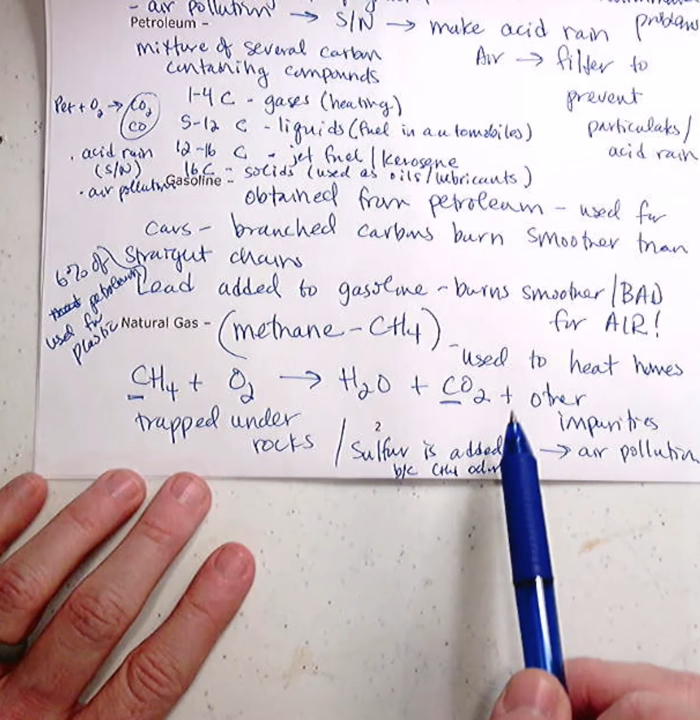 - air pollution → S/N → make acid rain
Petroleum -
mixture of several carbon
containing compounds
Air → filter to
prevent
particulates/
acid rain
Pet + O2 → CO2
CO
1-4 C - gases (heating)
5-12 C - liquids (fuel in automobiles)
12-16 C - jet fuel / kerosene
16 C - solids (used as oils/lubricants)
. acid rain
(S/N)
· air pollution
Gasoline -
obtained from petroleum - used for
cars - branched carbons burn smoother than
straight chains
6% of
petroleum
used for
plastic
Lead added to gasoline - burns smoother / BAD
for AIR!
Natural Gas - (methane - CH4)
- used to heat homes
CH4 + O2 → H2O + CO2 + other
impurities
→ air pollution
trapped under
rocks
2
/ Sulfur is added
b/c CH4